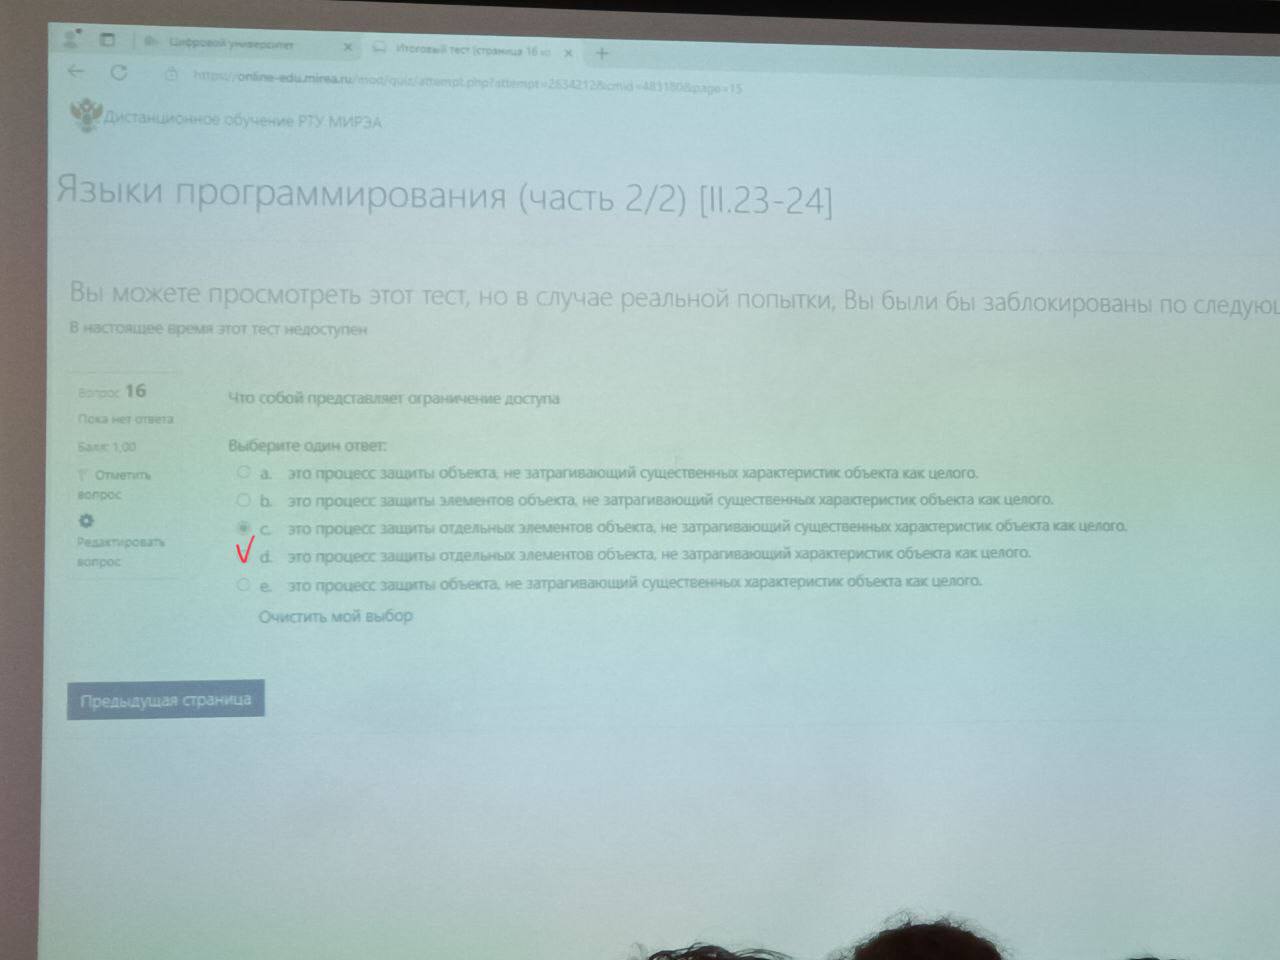 Цифровой университет
Итоговый тест (страница 16 из
https://online-edu.mirea.ru/mod/quiz/attempt.php?attempt=2634212&cmid=483180&page=15
Дистанционное обучение РТУ МИРЭА
Языки программирования (часть 2/2) [II.23-24]
Вы можете просмотреть этот тест, но в случае реальной попытки, Вы были бы заблокированы по следующ
В настоящее время этот тест недоступен
Вопрос 16
Пока нет ответа
Балл: 1,00
Отметить
вопрос
Редактировать
вопрос
Что собой представляет ограничение доступа
Выберите один ответ:
a. это процесс защиты объекта, не затрагивающий существенных характеристик объекта как целого.
b. это процесс защиты элементов объекта, не затрагивающий существенных характеристик объекта как целого.
c. это процесс защиты отдельных элементов объекта, не затрагивающий существенных характеристик объекта как целого.
d. это процесс защиты отдельных элементов объекта, не затрагивающий характеристик объекта как целого.
e. это процесс защиты объекта, не затрагивающий существенных характеристик объекта как целого.
Очистить мой выбор
Предыдущая страница